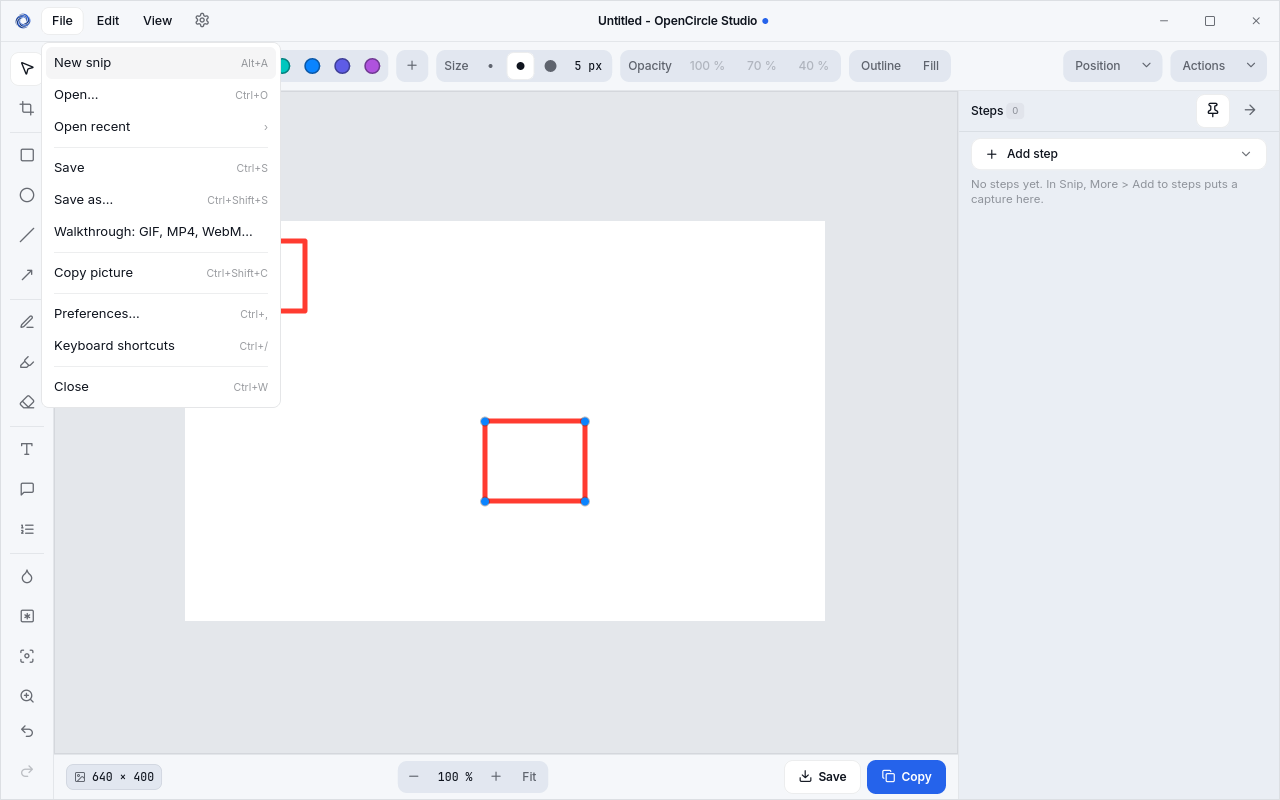 File Edit View
Untitled - OpenCircle Studio
New snip Alt+A
Open... Ctrl+O
Open recent ›
Save Ctrl+S
Save as... Ctrl+Shift+S
Walkthrough: GIF, MP4, WebM...
Copy picture Ctrl+Shift+C
Preferences... Ctrl+,
Keyboard shortcuts Ctrl+/
Close Ctrl+W
Size 5 px
Opacity 100 % 70 % 40 %
Outline Fill
Position
Actions
Steps 0
Add step
No steps yet. In Snip, More > Add to steps puts a
capture here.
640 × 400
100 %
Fit
Save
Copy